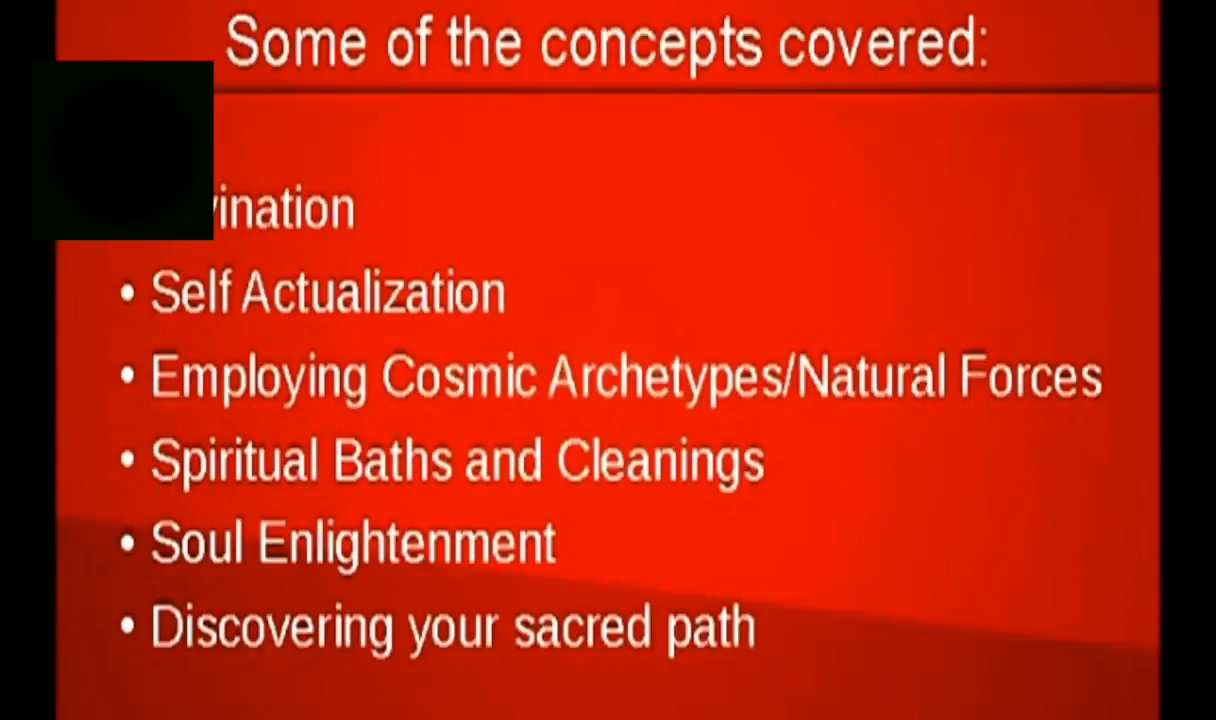 Some of the concepts covered:
• Self Actualization
• Employing Cosmic Archetypes/Natural Forces
• Spiritual Baths and Cleanings
• Soul Enlightenment
• Discovering your sacred path